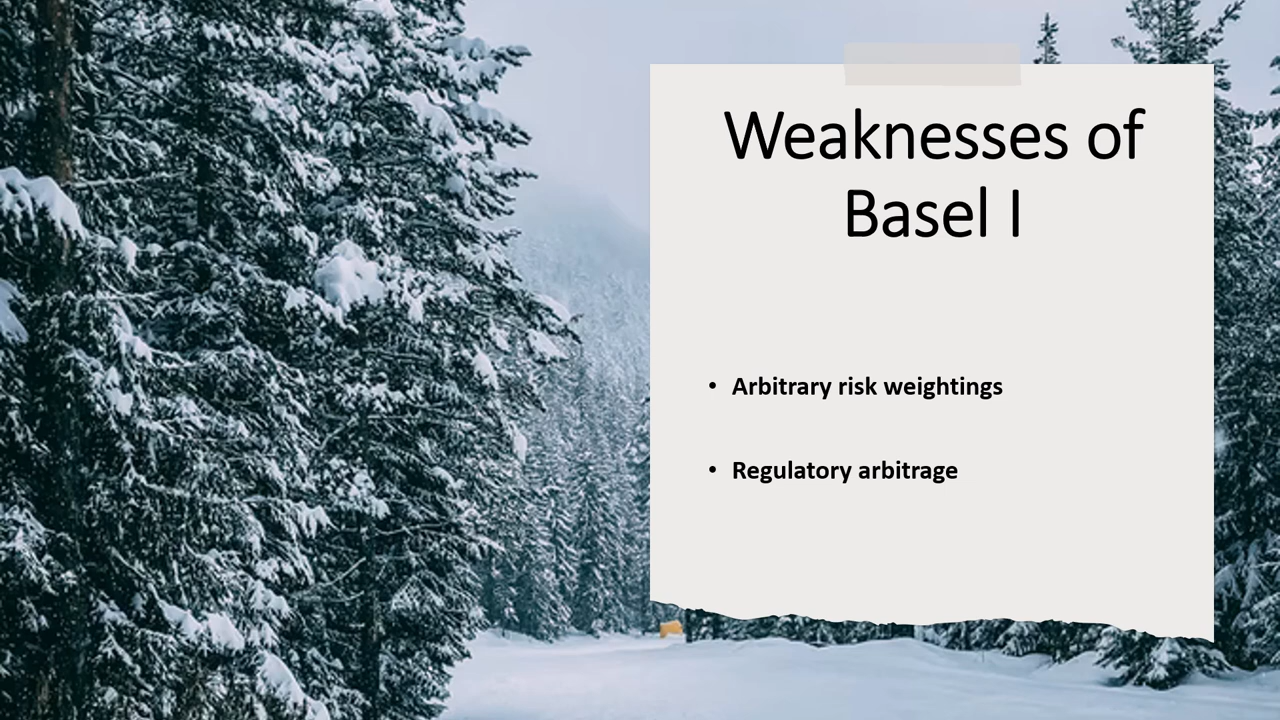 Weaknesses of
Basel I
• Arbitrary risk weightings
• Regulatory arbitrage